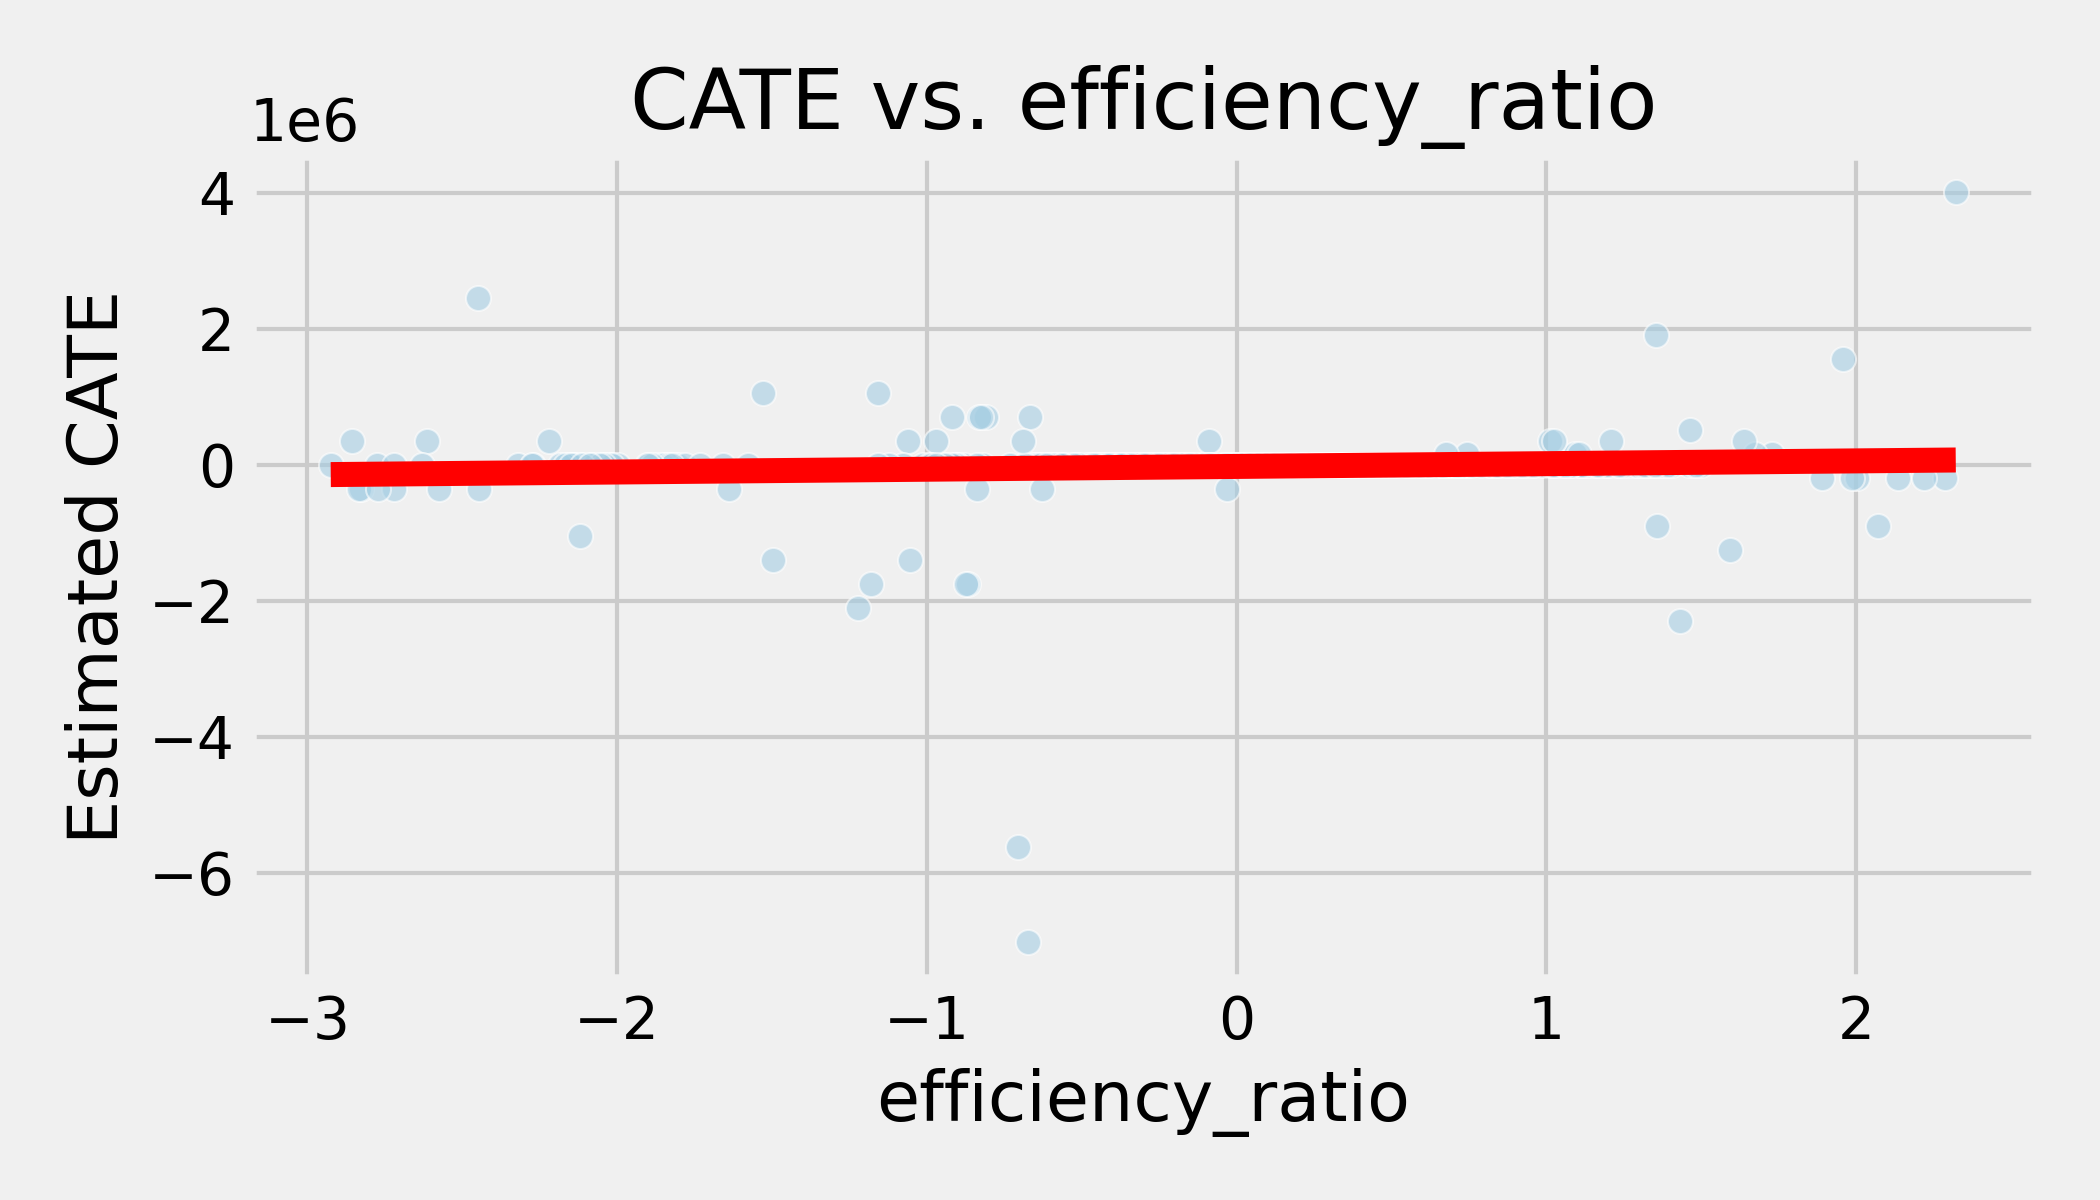 CATE vs. efficiency_ratio
1e6
4
2
0
−2
−4
−6
Estimated CATE
−3 −2 −1 0 1 2
efficiency_ratio